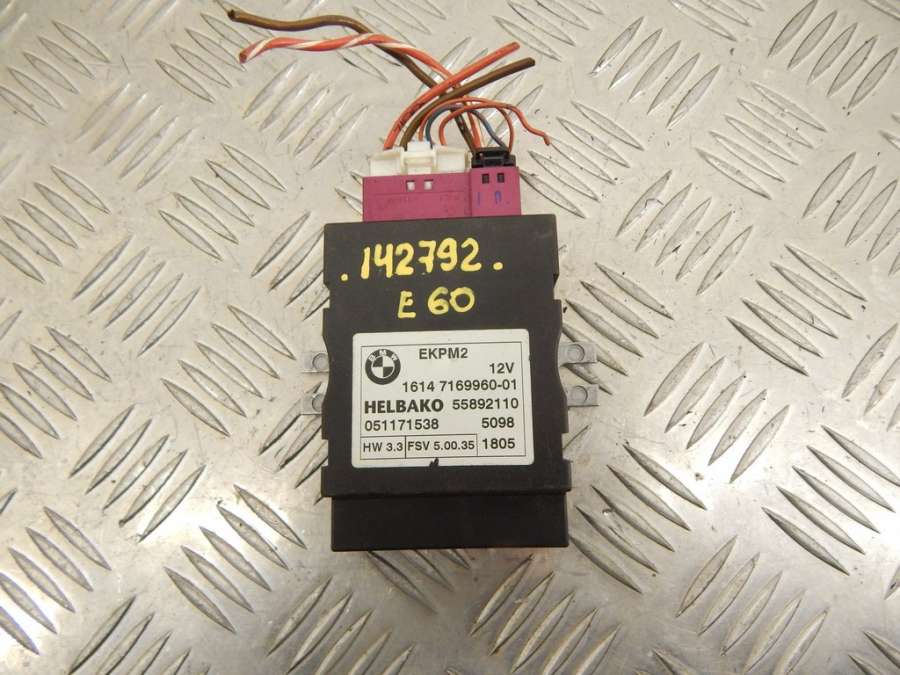 .142792.
E60
BMW
EKPM2
12V
1614 7169960-01
HELBAKO 55892110
051171538 5098
HW 3.3 FSV 5.00.35 1805